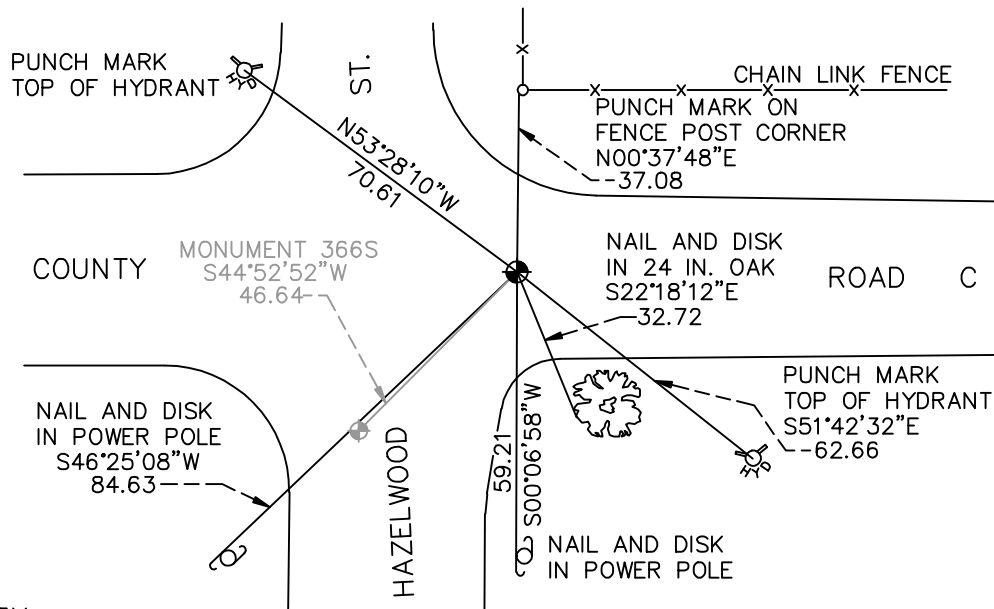 PUNCH MARK
TOP OF HYDRANT
HYD
ST.
CHAIN LINK FENCE
PUNCH MARK ON
FENCE POST CORNER
N00°37'48"E
37.08
N53°28'10"W
70.61
MONUMENT 366S
S44°52'52"W
46.64
COUNTY
NAIL AND DISK
IN 24 IN. OAK
S22°18'12"E
32.72
ROAD C
PUNCH MARK
TOP OF HYDRANT
S51°42'32"E
62.66
HYD
NAIL AND DISK
IN POWER POLE
S46°25'08"W
84.63
HAZELWOOD
59.21
S00°06'58"W
NAIL AND DISK
IN POWER POLE